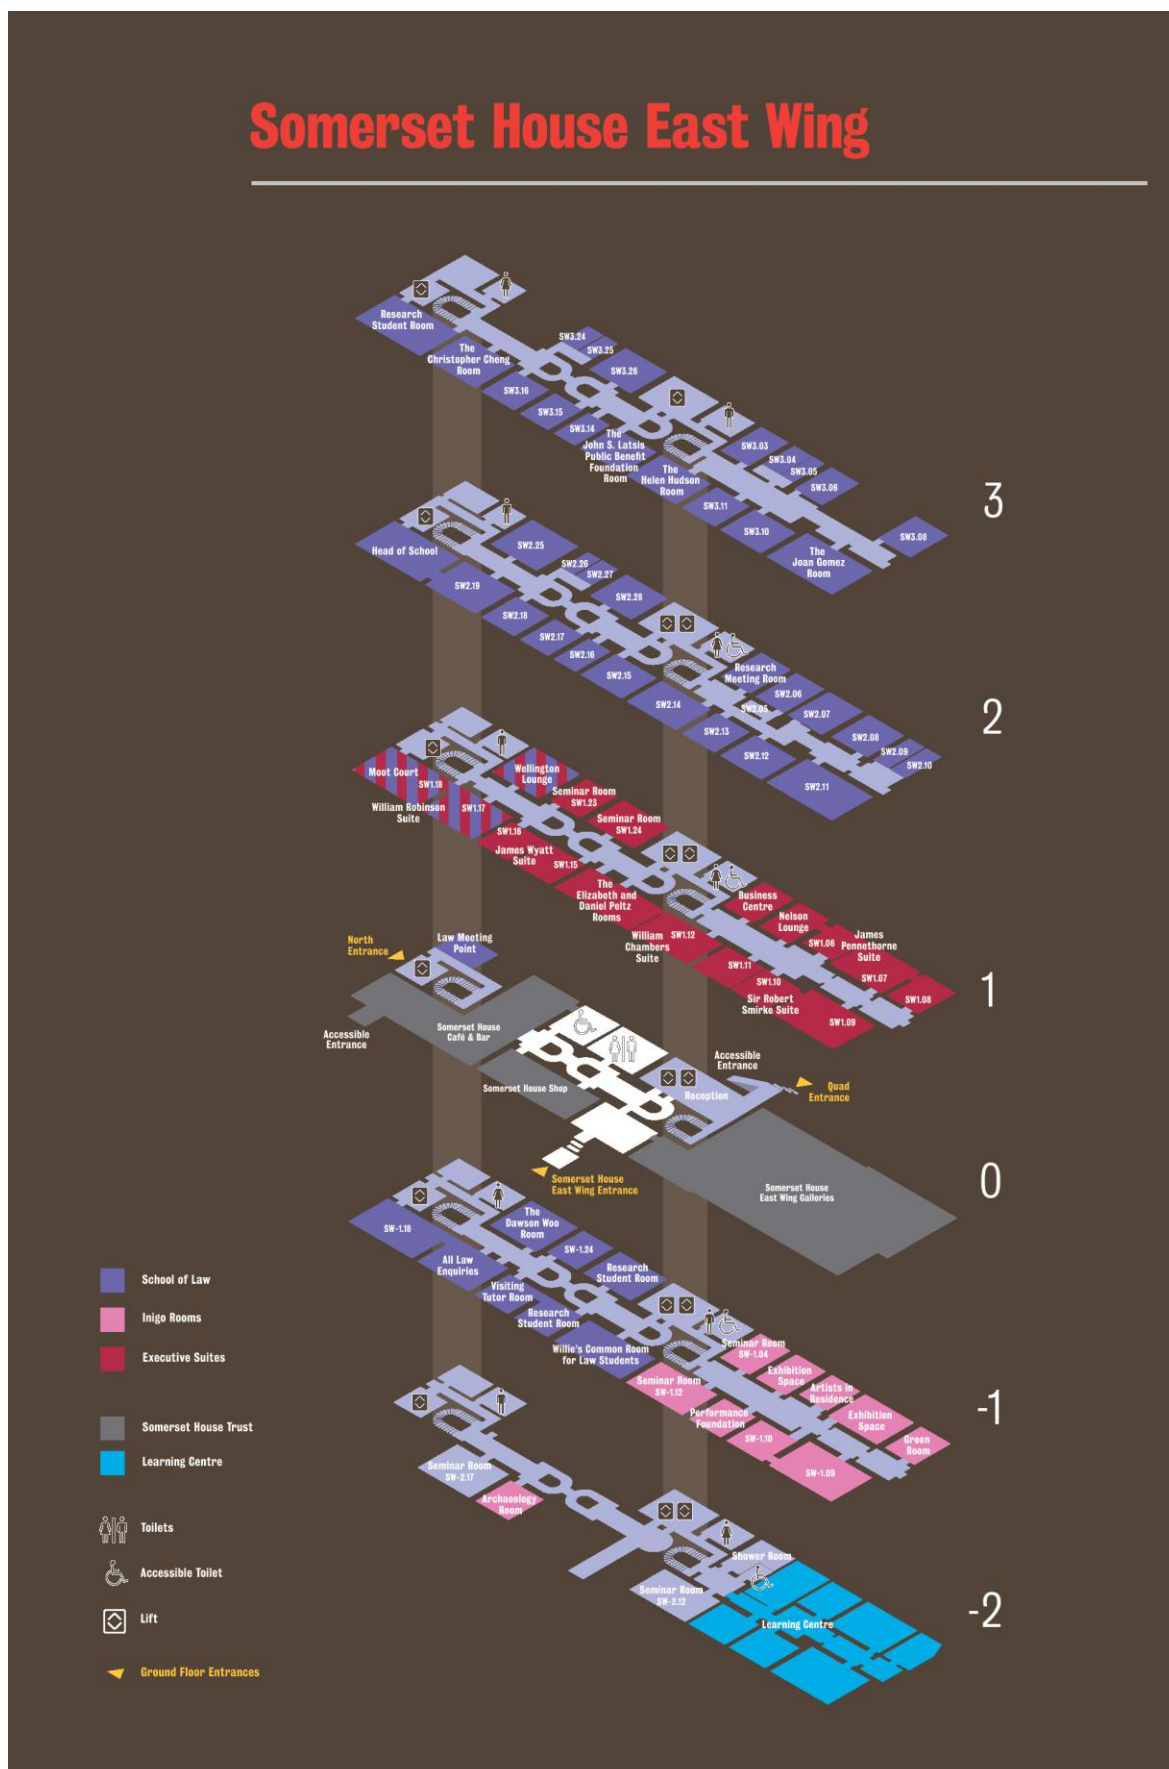 Somerset House East Wing
Research
Student Room
The
Christopher Cheng
Room
SW3.16
SW3.15
SW3.14
The
John S. Latsis
Public Benefit
Foundation
Room
The
Helen Hudson
Room
SW3.11
SW3.10
The
Joan Gomez
Room
SW3.24
SW3.25
SW3.26
SW3.03
SW3.04
SW3.05
SW3.06
SW3.08
3
Head of School
SW2.19
SW2.18
SW2.17
SW2.16
SW2.15
SW2.14
SW2.13
SW2.12
SW2.11
SW2.25
SW2.26
SW2.27
SW2.28
Research
Meeting Room
SW2.05
SW2.06
SW2.07
SW2.08
SW2.09
SW2.10
2
Moot Court
SW1.18
William Robinson
Suite
SW1.17
SW1.16
James Wyatt
Suite
SW1.15
The
Elizabeth and
Daniel Peltz
Rooms
William
Chambers
Suite
SW1.12
SW1.11
SW1.10
Sir Robert
Smirke Suite
SW1.09
Wellington
Lounge
Seminar Room
SW1.23
Seminar Room
SW1.24
Business
Centre
Nelson
Lounge
SW1.06
James
Pennethorne
Suite
SW1.07
SW1.08
1
North
Entrance
Law Meeting
Point
Accessible
Entrance
Somerset House
Café & Bar
Somerset House Shop
Reception
Accessible
Entrance
Quad
Entrance
Somerset House
East Wing Entrance
Somerset House
East Wing Galleries
0
SW-1.18
All Law
Enquiries
Visiting
Tutor Room
Research
Student Room
Willie's Common Room
for Law Students
Seminar Room
SW-1.12
Performance
Foundation
SW-1.10
SW-1.09
The
Dawson Woo
Room
SW-1.24
Research
Student Room
Seminar Room
SW-1.04
Exhibition
Space
Artists in
Residence
Exhibition
Space
Green
Room
-1
Seminar Room
SW-2.17
Archaeology
Room
Shower Room
Seminar Room
SW-2.12
Learning Centre
-2
School of Law
Inigo Rooms
Executive Suites
Somerset House Trust
Learning Centre
Toilets
Accessible Toilet
Lift
Ground Floor Entrances